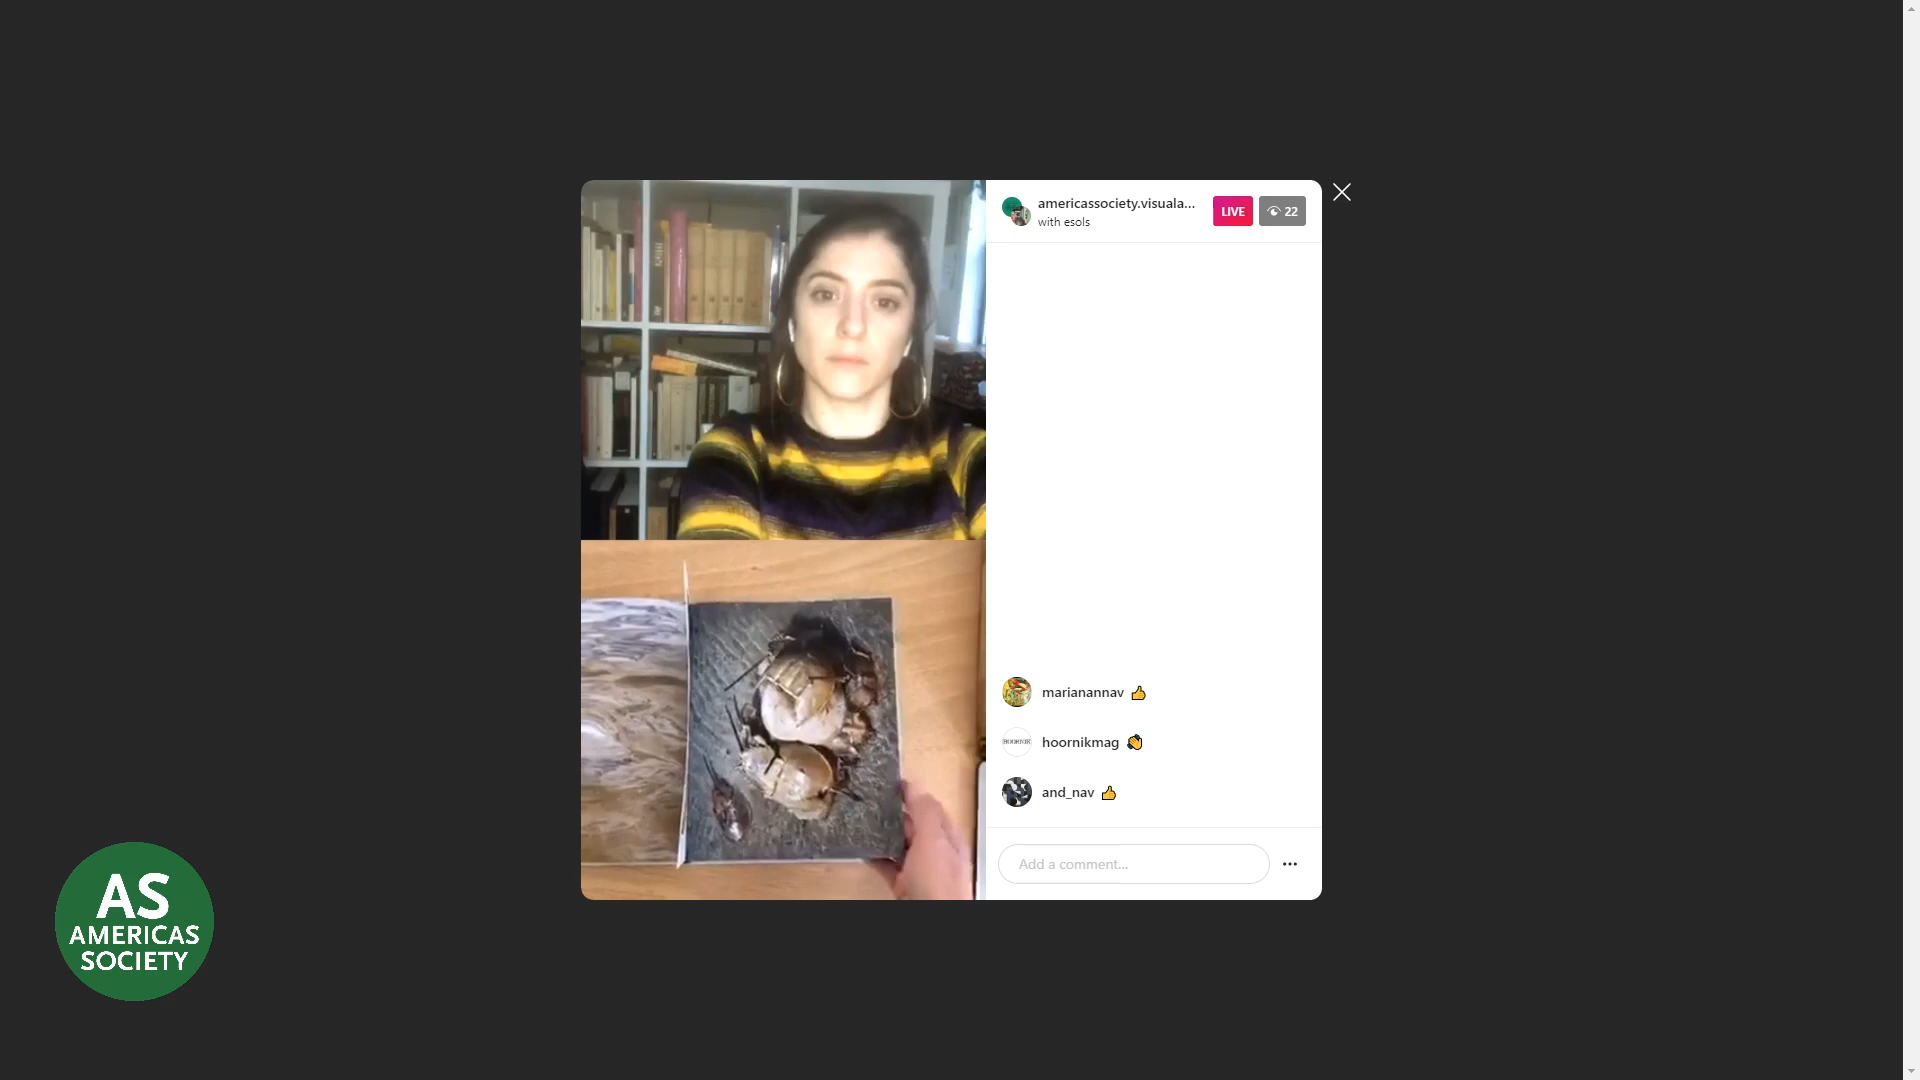 americassociety.visuala...
with esols
LIVE
22
marianannav
hoornikmag
and_nav
Add a comment...
AS
AMERICAS
SOCIETY